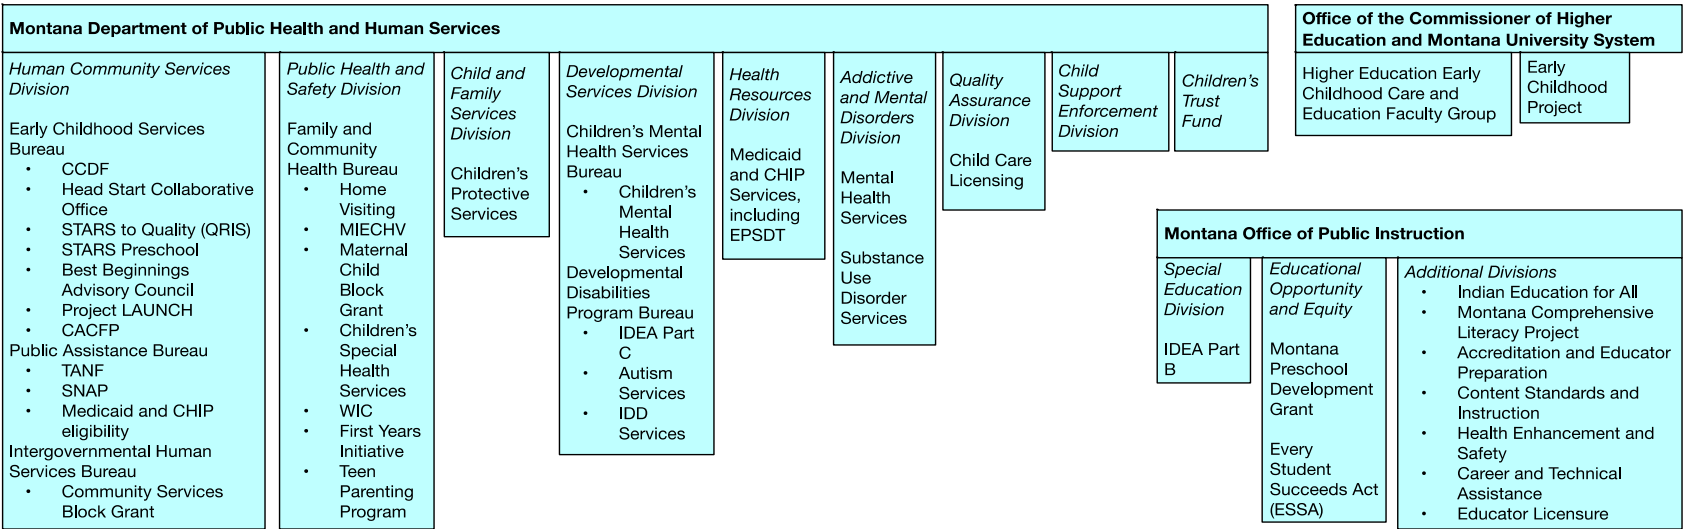 Montana Department of Public Health and Human Services
Human Community Services
Division
Early Childhood Services
Bureau
• CCDF
• Head Start Collaborative
Office
• STARS to Quality (QRIS)
• STARS Preschool
• Best Beginnings
Advisory Council
• Project LAUNCH
• CACFP
Public Assistance Bureau
• TANF
• SNAP
• Medicaid and CHIP
eligibility
Intergovernmental Human
Services Bureau
• Community Services
Block Grant
Public Health and
Safety Division
Family and
Community
Health Bureau
• Home
Visiting
• MIECHV
• Maternal
Child
Block
Grant
• Children’s
Special
Health
Services
• WIC
• First Years
Initiative
• Teen
Parenting
Program
Child and
Family
Services
Division
Children’s
Protective
Services
Developmental
Services Division
Children’s Mental
Health Services
Bureau
• Children’s
Mental
Health
Services
Developmental
Disabilities
Program Bureau
• IDEA Part
C
• Autism
Services
• IDD
Services
Health
Resources
Division
Medicaid
and CHIP
Services,
including
EPSDT
Addictive
and Mental
Disorders
Division
Mental
Health
Services
Substance
Use
Disorder
Services
Quality
Assurance
Division
Child Care
Licensing
Child
Support
Enforcement
Division
Children’s
Trust
Fund
Office of the Commissioner of Higher
Education and Montana University System
Higher Education Early
Childhood Care and
Education Faculty Group
Early
Childhood
Project
Montana Office of Public Instruction
Special
Education
Division
IDEA Part
B
Educational
Opportunity
and Equity
Montana
Preschool
Development
Grant
Every
Student
Succeeds Act
(ESSA)
Additional Divisions
• Indian Education for All
• Montana Comprehensive
Literacy Project
• Accreditation and Educator
Preparation
• Content Standards and
Instruction
• Health Enhancement and
Safety
• Career and Technical
Assistance
• Educator Licensure